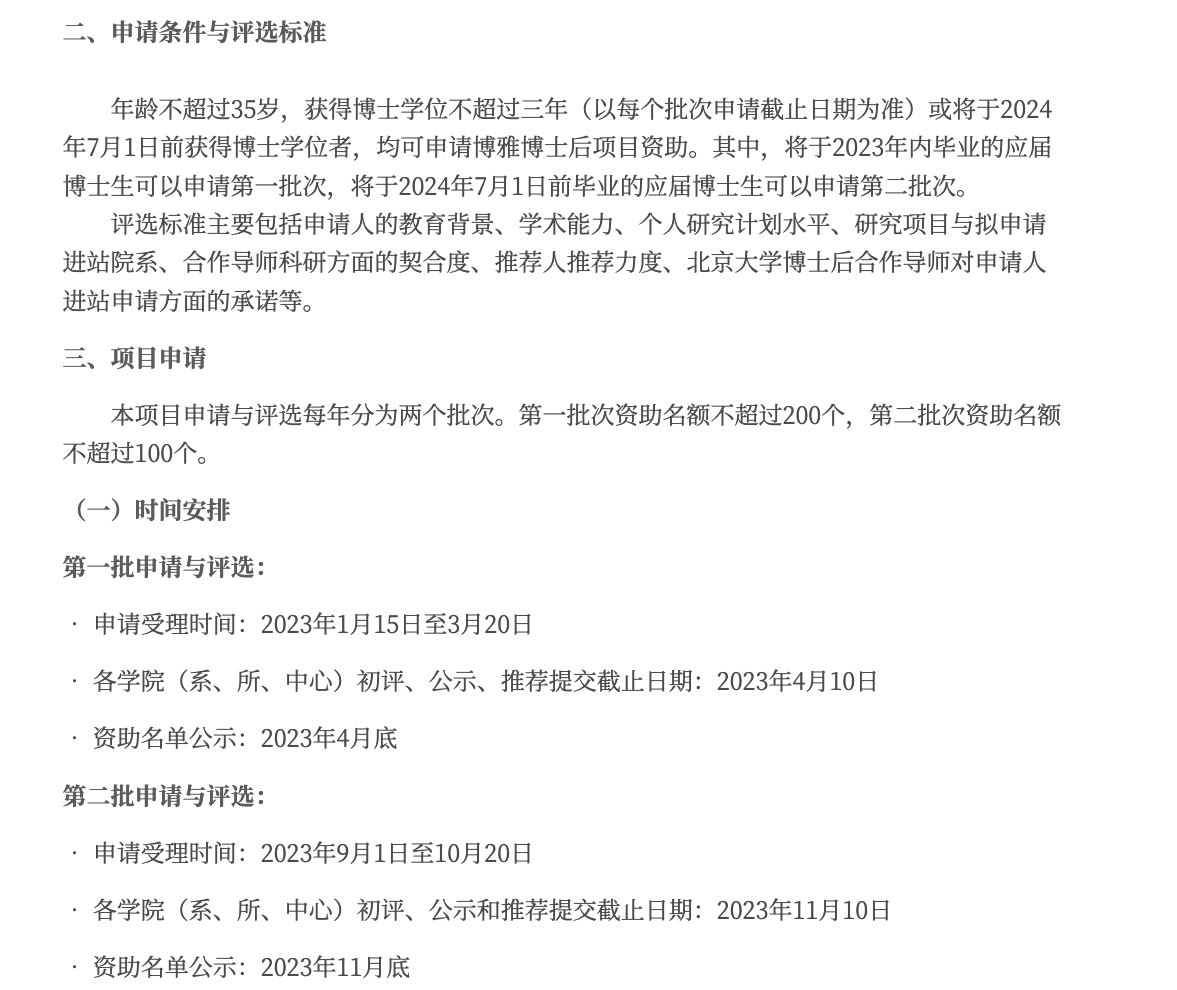 二、申请条件与评选标准
年龄不超过35岁，获得博士学位不超过三年（以每个批次申请截止日期为准）或将于2024
年7月1日前获得博士学位者，均可申请博雅博士后项目资助。其中，将于2023年内毕业的应届
博士生可以申请第一批次，将于2024年7月1日前毕业的应届博士生可以申请第二批次。
评选标准主要包括申请人的教育背景、学术能力、个人研究计划水平、研究项目与拟申请
进站院系、合作导师科研方面的契合度、推荐人推荐力度、北京大学博士后合作导师对申请人
进站申请方面的承诺等。
三、项目申请
本项目申请与评选每年分为两个批次。第一批次资助名额不超过200个，第二批次资助名额
不超过100个。
（一）时间安排
第一批申请与评选：
· 申请受理时间：2023年1月15日至3月20日
· 各学院（系、所、中心）初评、公示、推荐提交截止日期：2023年4月10日
· 资助名单公示：2023年4月底
第二批申请与评选：
· 申请受理时间：2023年9月1日至10月20日
· 各学院（系、所、中心）初评、公示和推荐提交截止日期：2023年11月10日
· 资助名单公示：2023年11月底